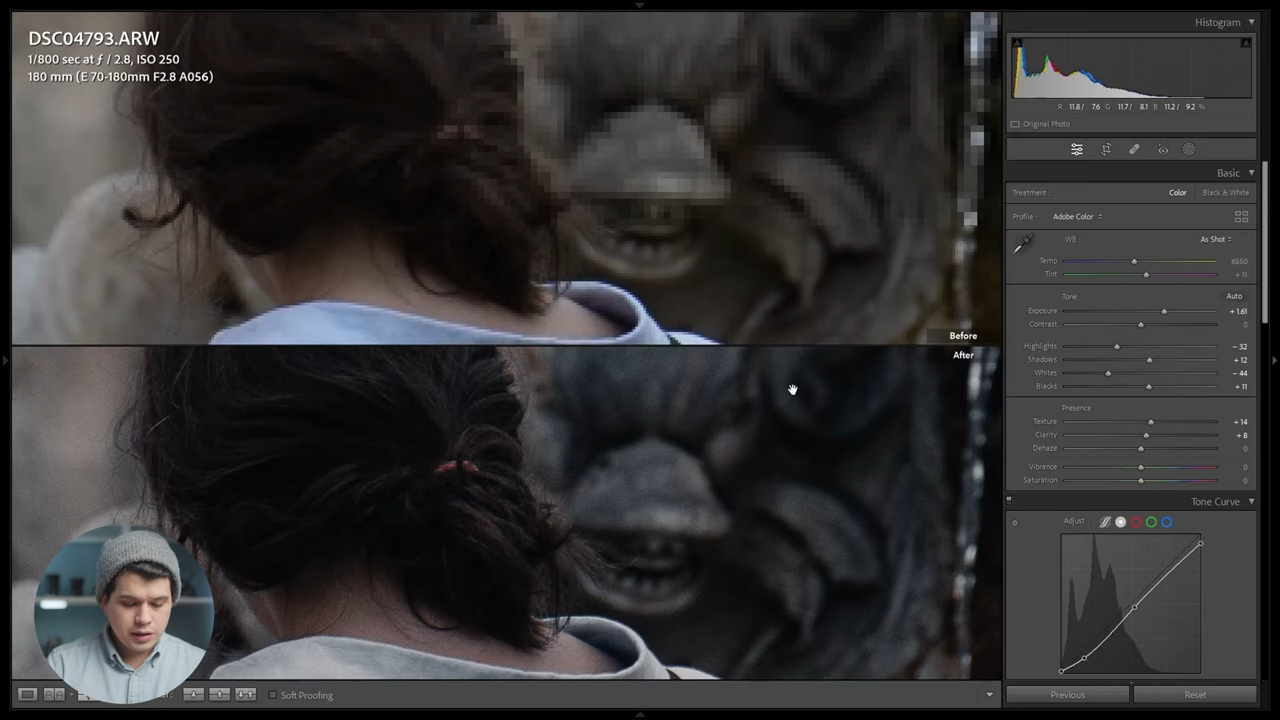 DSC04793.ARW
1/800 sec at ƒ / 2.8, ISO 250
180 mm (E 70-180mm F2.8 A056)
Before
After
Soft Proofing
Histogram
R 11.8 / 7.6 G 11.7 / 8.1 B 11.2 / 9.2 %
Original Photo
Basic
Treatment: Color Black & White
Profile: Adobe Color
WB: As Shot
Temp 6550
Tint + 11
Tone Auto
Exposure + 1.61
Contrast 0
Highlights − 32
Shadows + 12
Whites − 44
Blacks + 11
Presence
Texture + 14
Clarity + 8
Dehaze 0
Vibrance 0
Saturation 0
Tone Curve
Adjust:
Previous Reset